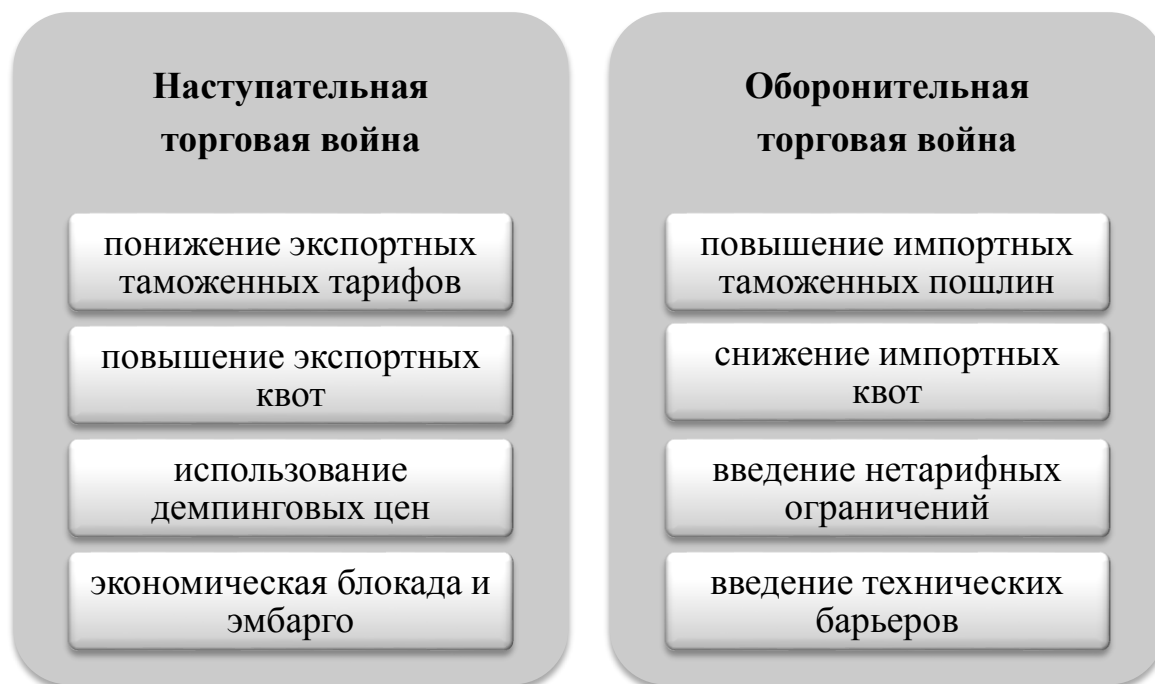 Наступательная
торговая война
понижение экспортных
таможенных тарифов
повышение экспортных
квот
использование
демпинговых цен
экономическая блокада и
эмбарго
Оборонительная
торговая война
повышение импортных
таможенных пошлин
снижение импортных
квот
введение нетарифных
ограничений
введение технических
барьеров